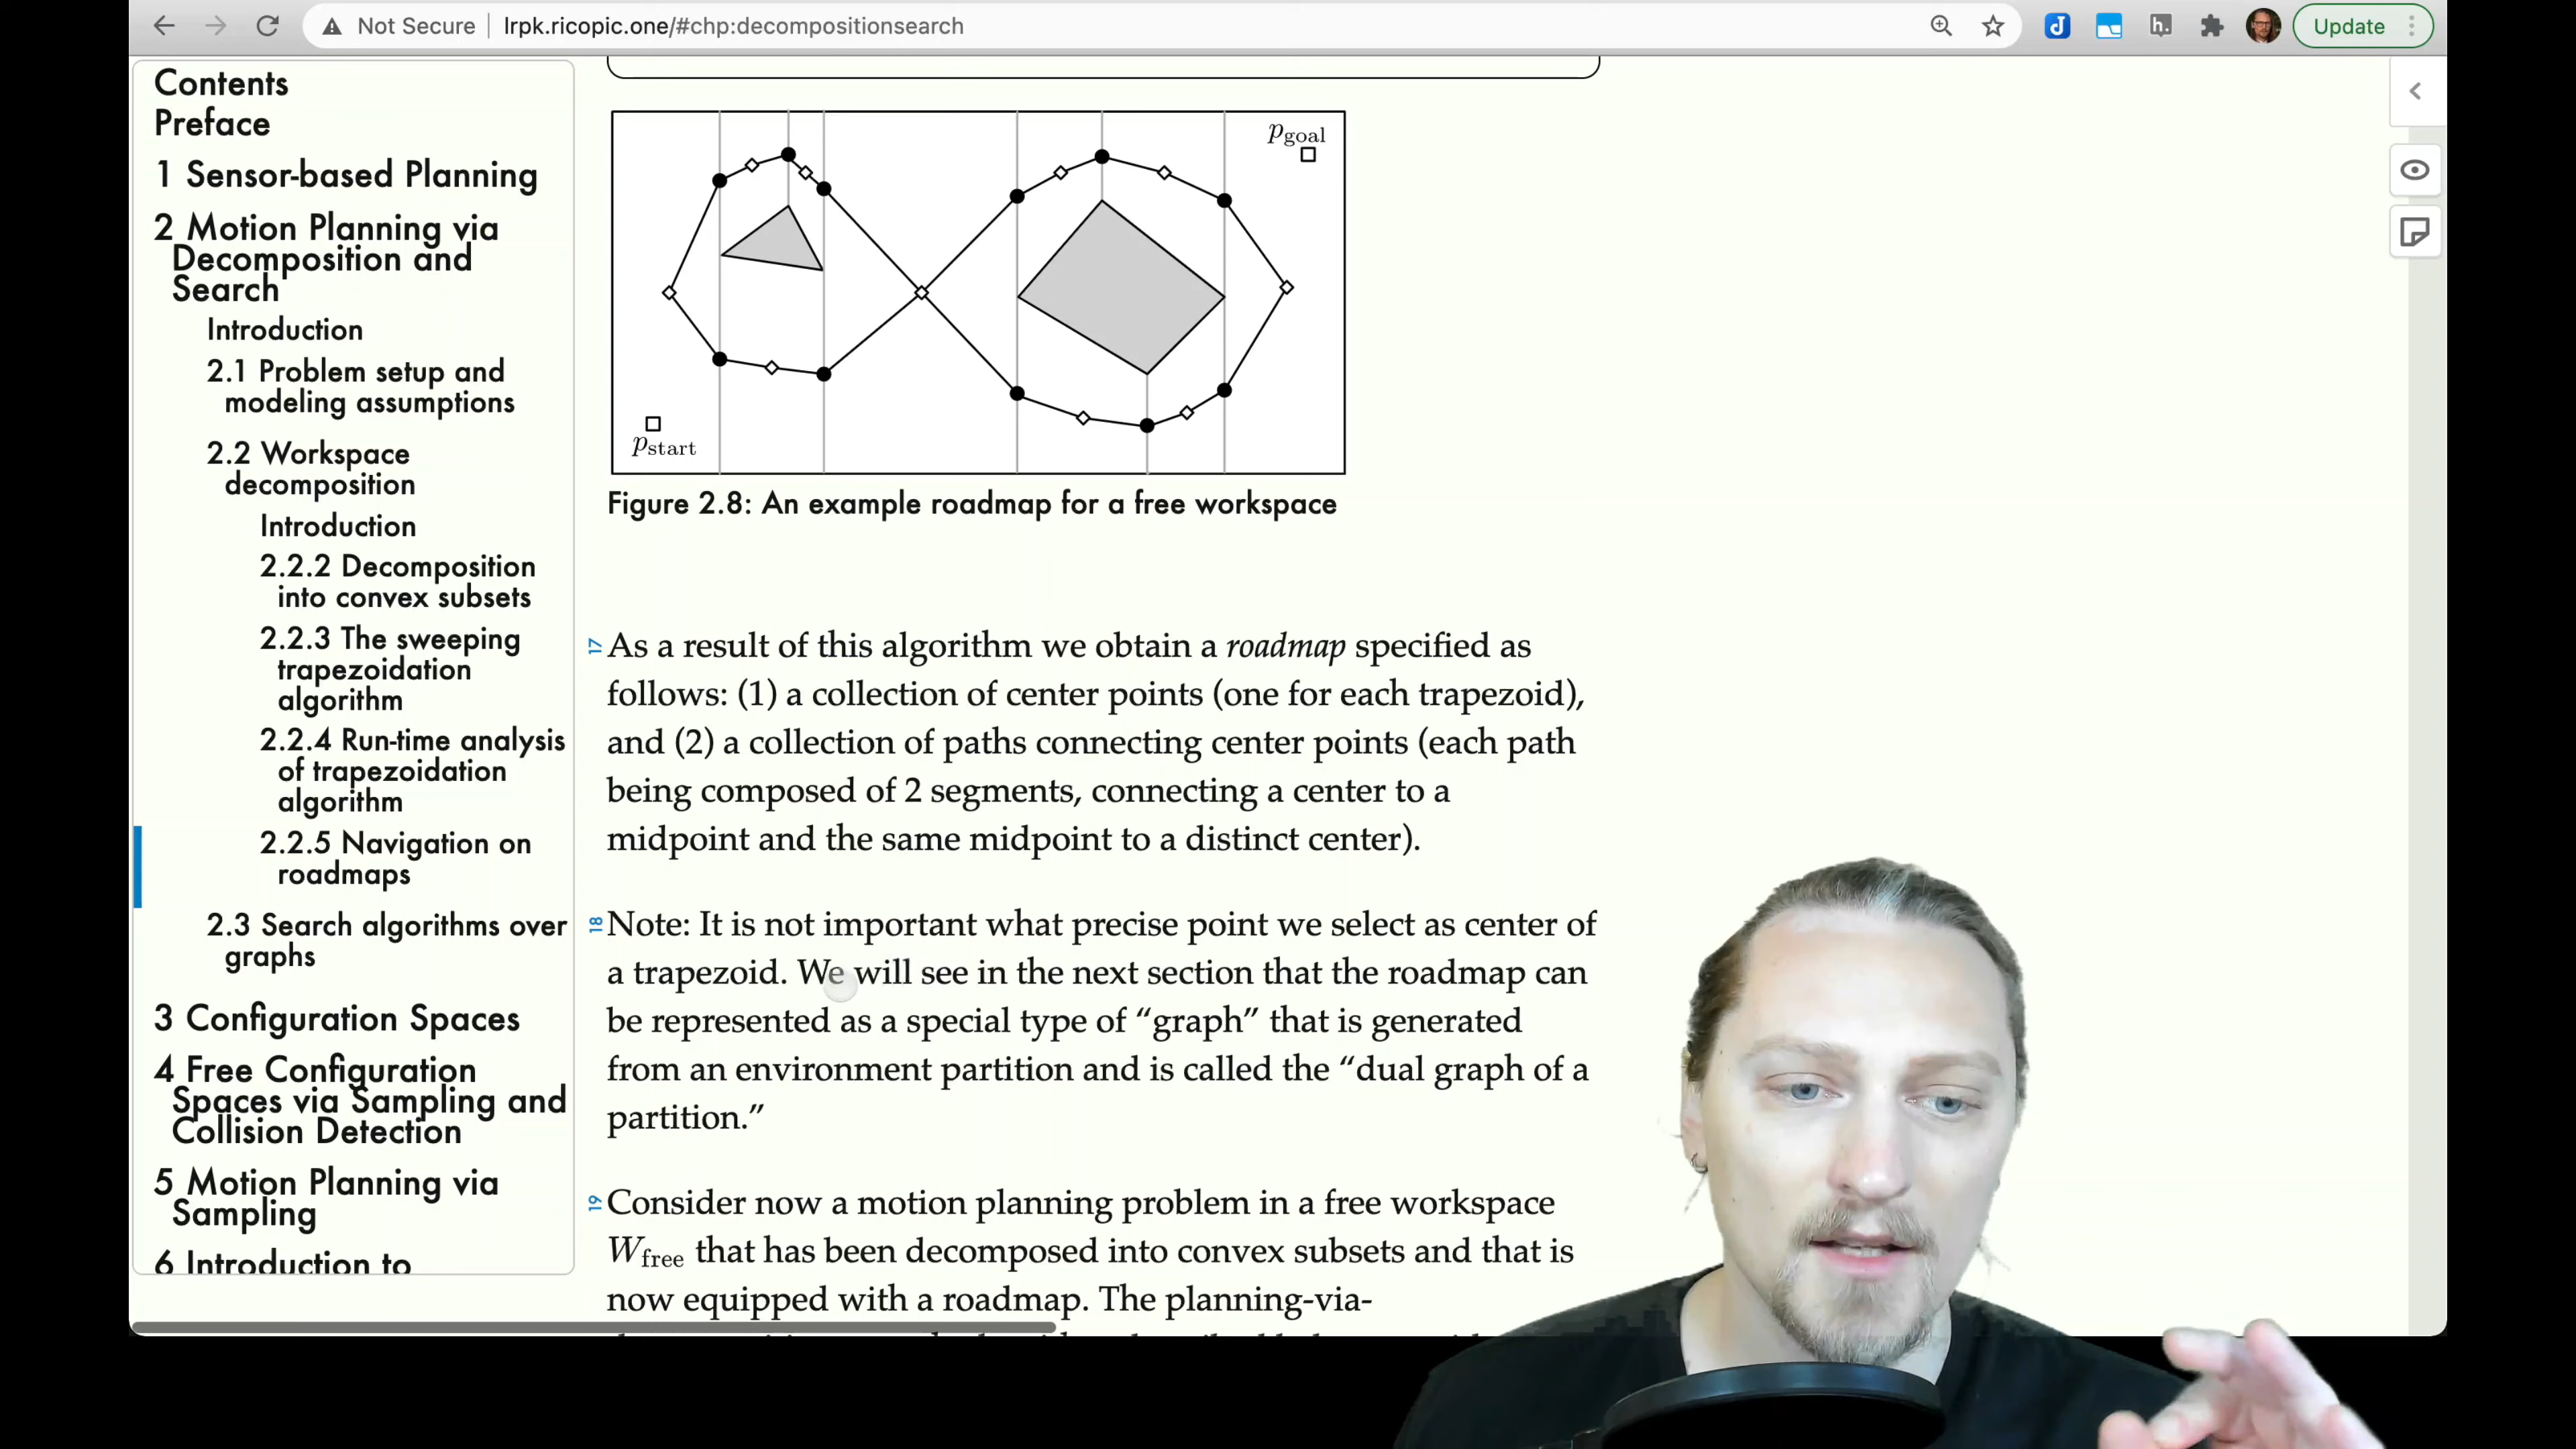 Not Secure
lrpk.ricopic.one/#chp:decompositionsearch
Update
Contents
Preface
1 Sensor-based Planning
2 Motion Planning via
Decomposition and
Search
Introduction
2.1 Problem setup and
modeling assumptions
2.2 Workspace
decomposition
Introduction
2.2.2 Decomposition
into convex subsets
2.2.3 The sweeping
trapezoidation
algorithm
2.2.4 Run-time analysis
of trapezoidation
algorithm
2.2.5 Navigation on
roadmaps
2.3 Search algorithms over
graphs
3 Configuration Spaces
4 Free Configuration
Spaces via Sampling and
Collision Detection
5 Motion Planning via
Sampling
6 Introduction to
pgoal
pstart
Figure 2.8: An example roadmap for a free workspace
17 As a result of this algorithm we obtain a roadmap specified as
follows: (1) a collection of center points (one for each trapezoid),
and (2) a collection of paths connecting center points (each path
being composed of 2 segments, connecting a center to a
midpoint and the same midpoint to a distinct center).
18 Note: It is not important what precise point we select as center of
a trapezoid. We will see in the next section that the roadmap can
be represented as a special type of “graph” that is generated
from an environment partition and is called the “dual graph of a
partition.”
19 Consider now a motion planning problem in a free workspace
Wfree that has been decomposed into convex subsets and that is
now equipped with a roadmap. The planning-via-